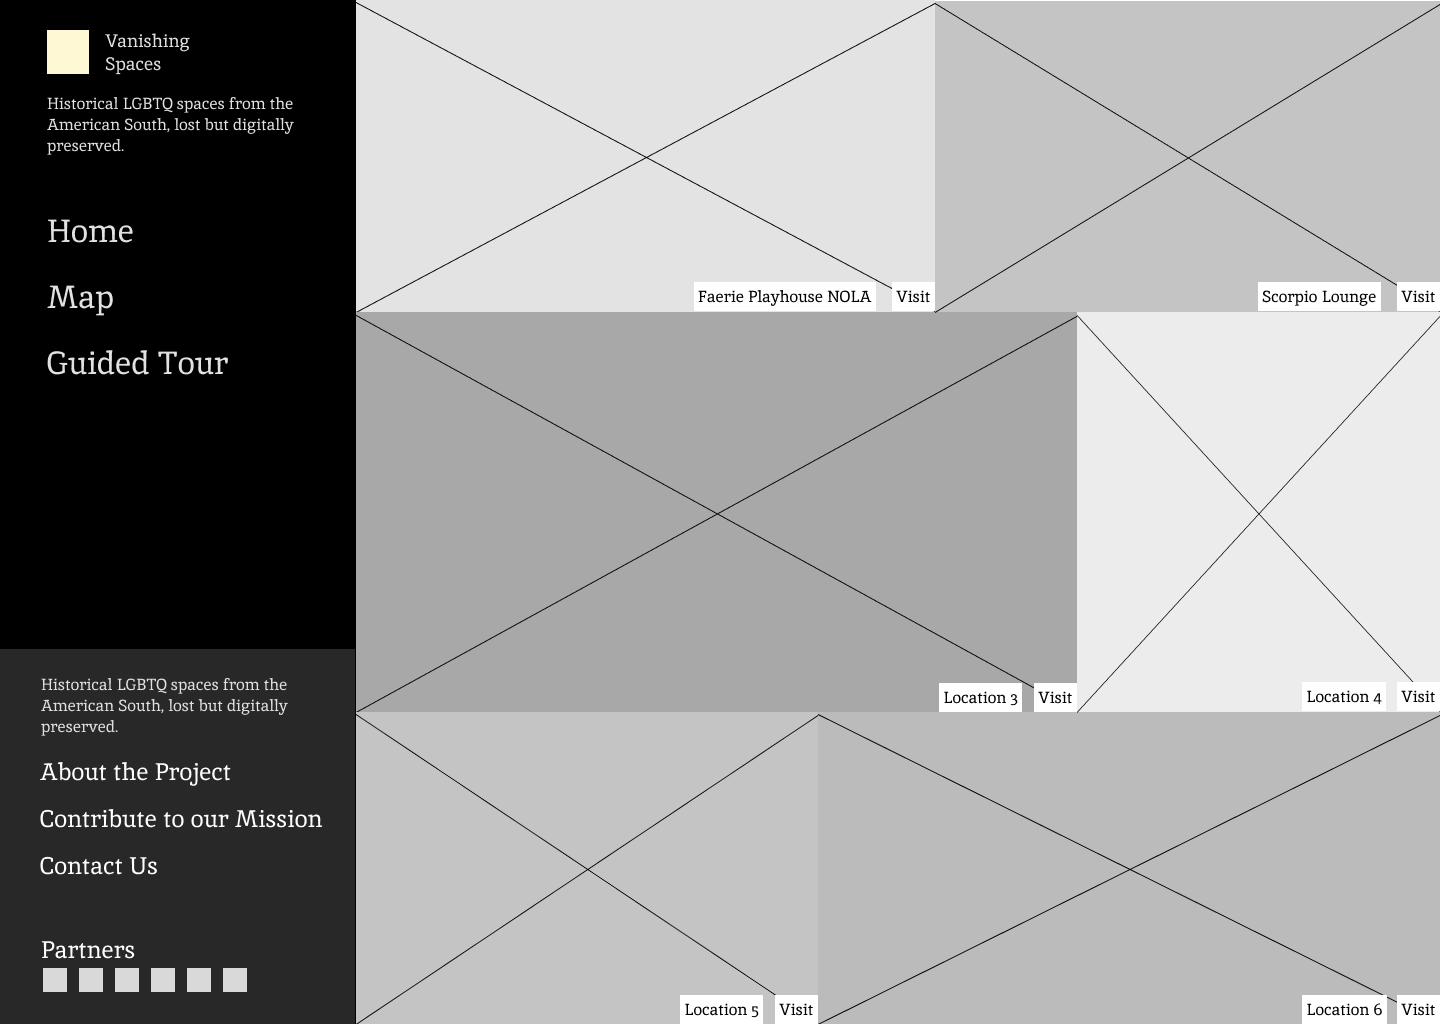 Vanishing
Spaces
Historical LGBTQ spaces from the
American South, lost but digitally
preserved.
Home
Map
Guided Tour
Historical LGBTQ spaces from the
American South, lost but digitally
preserved.
About the Project
Contribute to our Mission
Contact Us
Partners
Faerie Playhouse NOLA Visit
Scorpio Lounge Visit
Location 3 Visit
Location 4 Visit
Location 5 Visit
Location 6 Visit